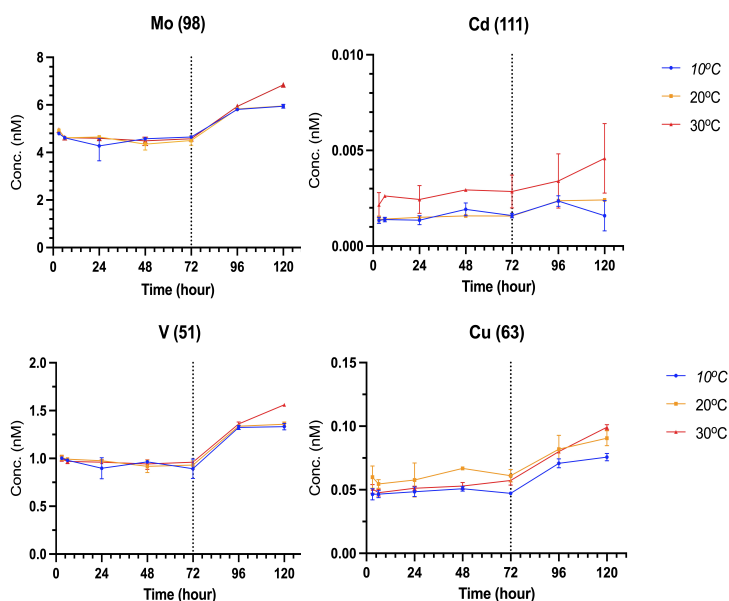 Mo (98)
Conc. (nM)
8
6
4
2
0
0 24 48 72 96 120
Time (hour)
Cd (111)
Conc. (nM)
0.010
0.005
0.000
0 24 48 72 96 120
Time (hour)
10ºC
20ºC
30ºC
V (51)
Conc. (nM)
2.0
1.5
1.0
0.5
0.0
0 24 48 72 96 120
Time (hour)
Cu (63)
Conc. (nM)
0.15
0.10
0.05
0.00
0 24 48 72 96 120
Time (hour)
10ºC
20ºC
30ºC